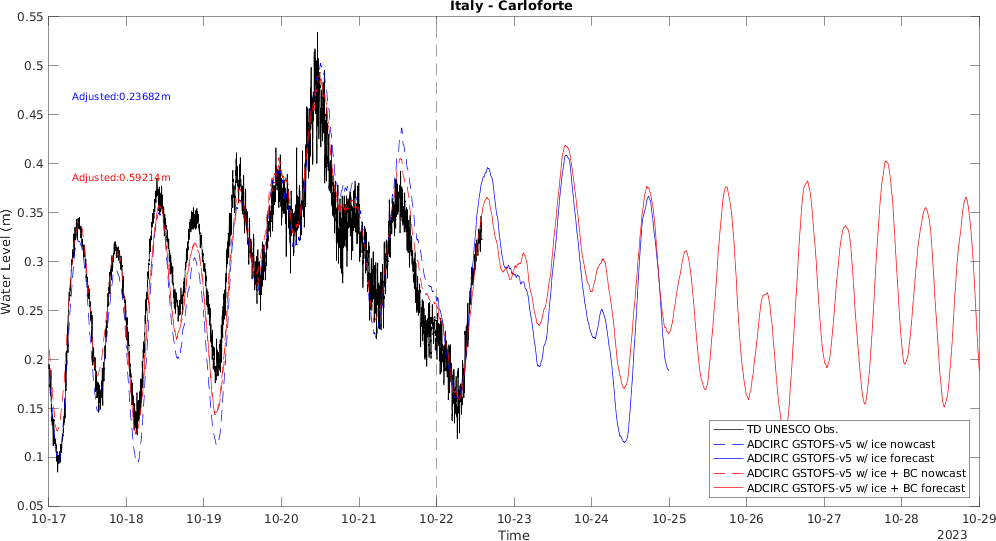 Italy - Carloforte
0.55
0.5
0.45
0.4
0.35
0.3
0.25
0.2
0.15
0.1
0.05
Water Level (m)
Adjusted:0.23682m
Adjusted:0.59214m
TD UNESCO Obs.
ADCIRC GSTOFS-v5 w/ ice nowcast
ADCIRC GSTOFS-v5 w/ ice forecast
ADCIRC GSTOFS-v5 w/ ice + BC nowcast
ADCIRC GSTOFS-v5 w/ ice + BC forecast
10-17 10-18 10-19 10-20 10-21 10-22 10-23 10-24 10-25 10-26 10-27 10-28 10-29
Time
2023